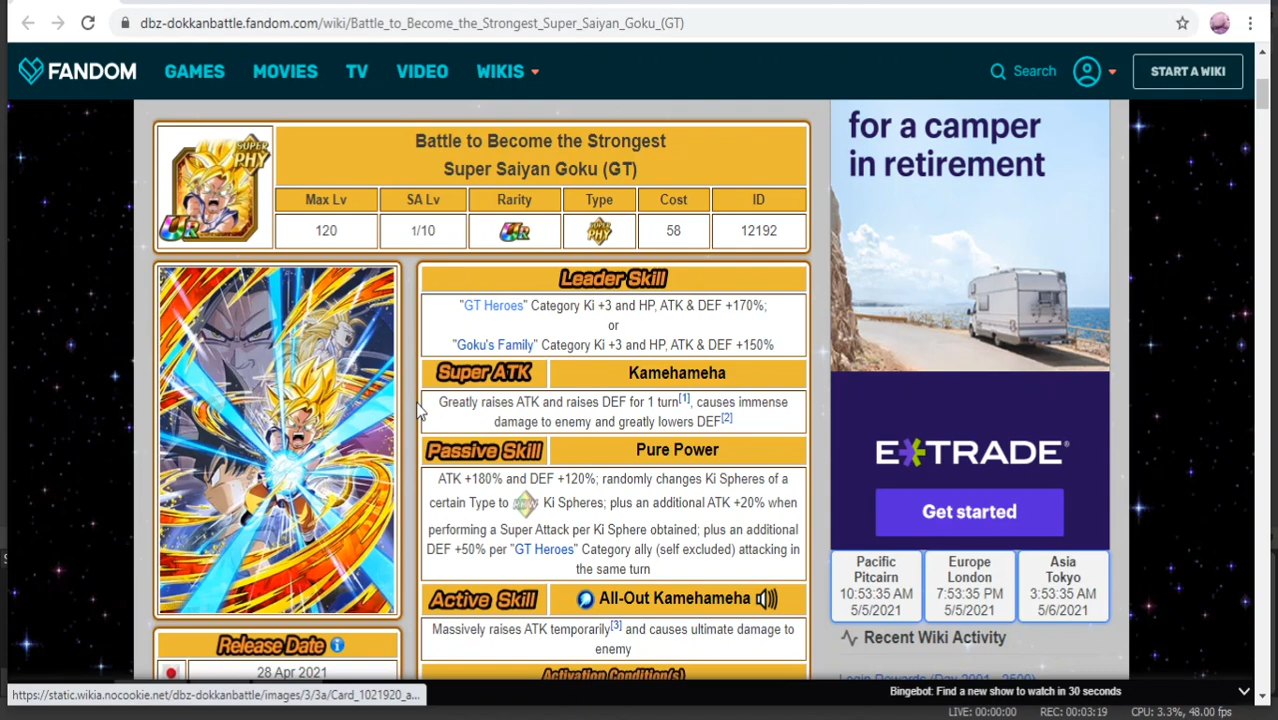 dbz-dokkanbattle.fandom.com/wiki/Battle_to_Become_the_Strongest_Super_Saiyan_Goku_(GT)
FANDOM GAMES MOVIES TV VIDEO WIKIS Search START A WIKI
SUPER PHY
UR
Battle to Become the Strongest
Super Saiyan Goku (GT)
Max Lv SA Lv Rarity Type Cost ID
120 1/10 UR SUPER PHY 58 12192
Leader Skill
"GT Heroes" Category Ki +3 and HP, ATK & DEF +170%;
or
"Goku's Family" Category Ki +3 and HP, ATK & DEF +150%
Super ATK Kamehameha
Greatly raises ATK and raises DEF for 1 turn[1], causes immense
damage to enemy and greatly lowers DEF[2]
Passive Skill Pure Power
ATK +180% and DEF +120%; randomly changes Ki Spheres of a
certain Type to Ki Spheres; plus an additional ATK +20% when
performing a Super Attack per Ki Sphere obtained; plus an additional
DEF +50% per "GT Heroes" Category ally (self excluded) attacking in
the same turn
Active Skill All-Out Kamehameha
Massively raises ATK temporarily[3] and causes ultimate damage to
enemy
Activation Condition(s)
Release Date
28 Apr 2021
for a camper
in retirement
E*TRADE
Get started
Pacific
Pitcairn
10:53:35 AM
5/5/2021
Europe
London
7:53:35 PM
5/5/2021
Asia
Tokyo
3:53:35 AM
5/6/2021
Recent Wiki Activity
https://static.wikia.nocookie.net/dbz-dokkanbattle/images/3/3a/Card_1021920_a...
Bingebot: Find a new show to watch in 30 seconds
LIVE: 00:00:00 REC: 00:03:19 CPU: 3.3%, 48.00 fps